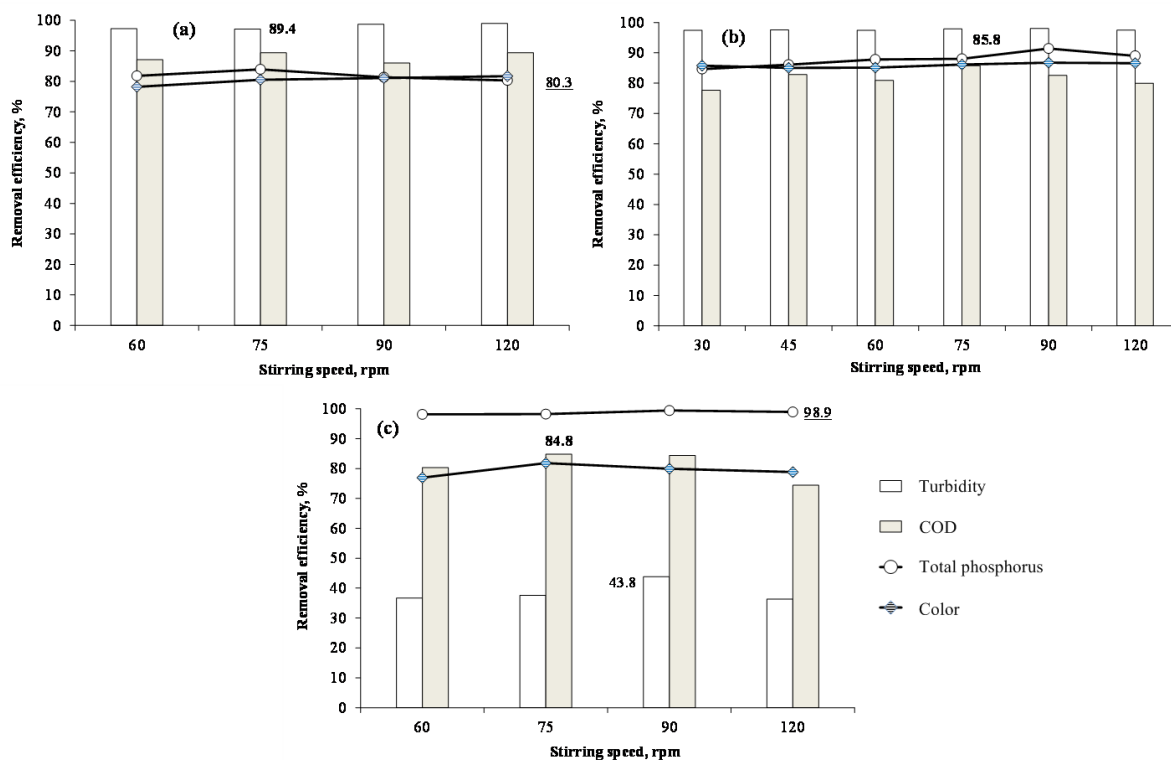 (a)
89.4
80.3
Removal efficiency, %
100
90
80
70
60
50
40
30
20
10
0
60 75 90 120
Stirring speed, rpm
(b)
85.8
Removal efficiency, %
100
90
80
70
60
50
40
30
20
10
0
30 45 60 75 90 120
Stirring speed, rpm
(c)
84.8
98.9
43.8
Removal efficiency, %
100
90
80
70
60
50
40
30
20
10
0
60 75 90 120
Stirring speed, rpm
Turbidity
COD
Total phosphorus
Color